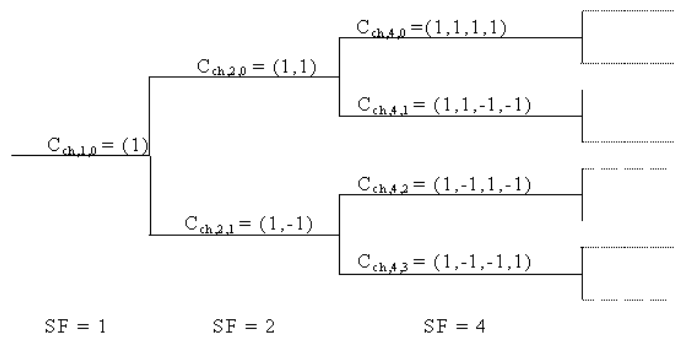 C_ch,4,0 =(1,1,1,1)
C_ch,2,0 = (1,1)
C_ch,4,1 = (1,1,-1,-1)
C_ch,1,0 = (1)
C_ch,4,2 = (1,-1,1,-1)
C_ch,2,1 = (1,-1)
C_ch,4,3 = (1,-1,-1,1)
SF = 1 SF = 2 SF = 4